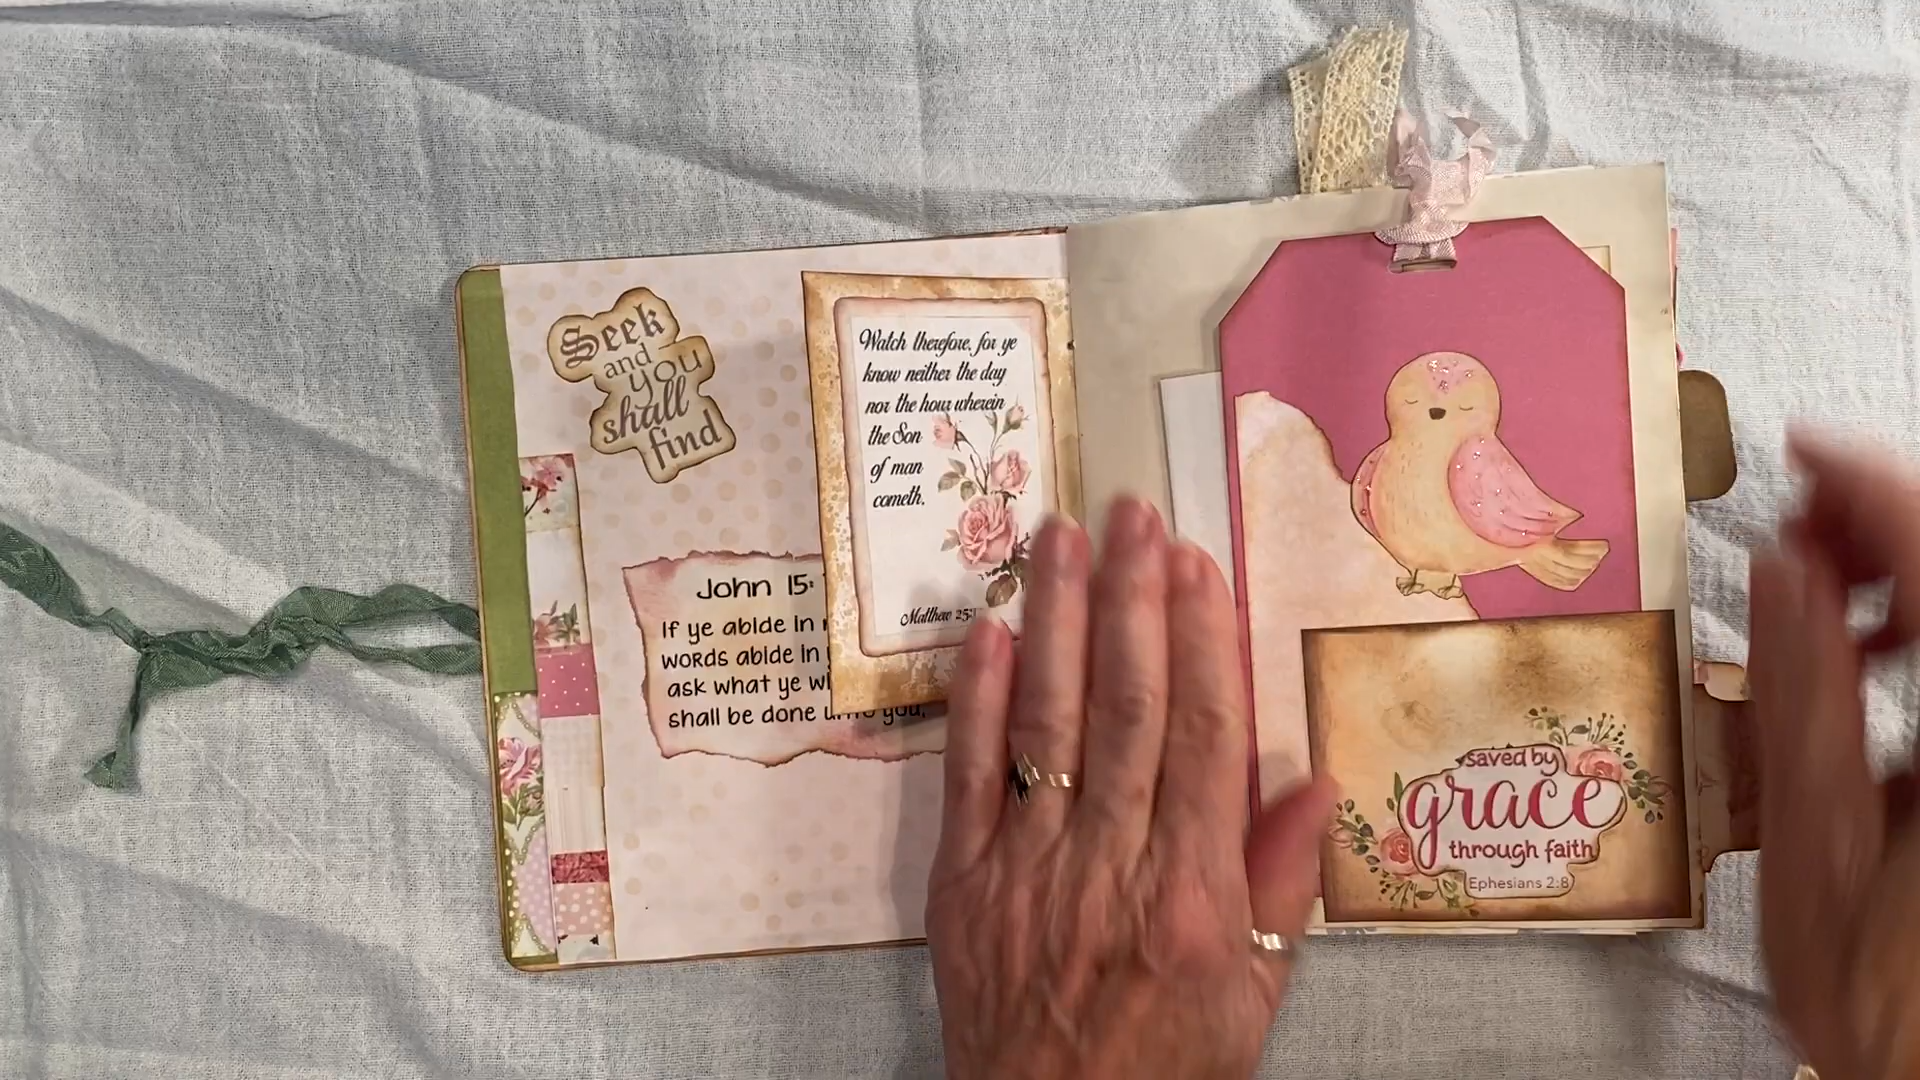 Seek
and
you
shall
find
John 15:
If ye abide in
words abide in
ask what ye
shall be done unto you,
Watch therefore, for ye
know neither the day
nor the hour wherein
the Son
of man
cometh.
Matthew 25:
saved by
grace
through faith
Ephesians 2:8